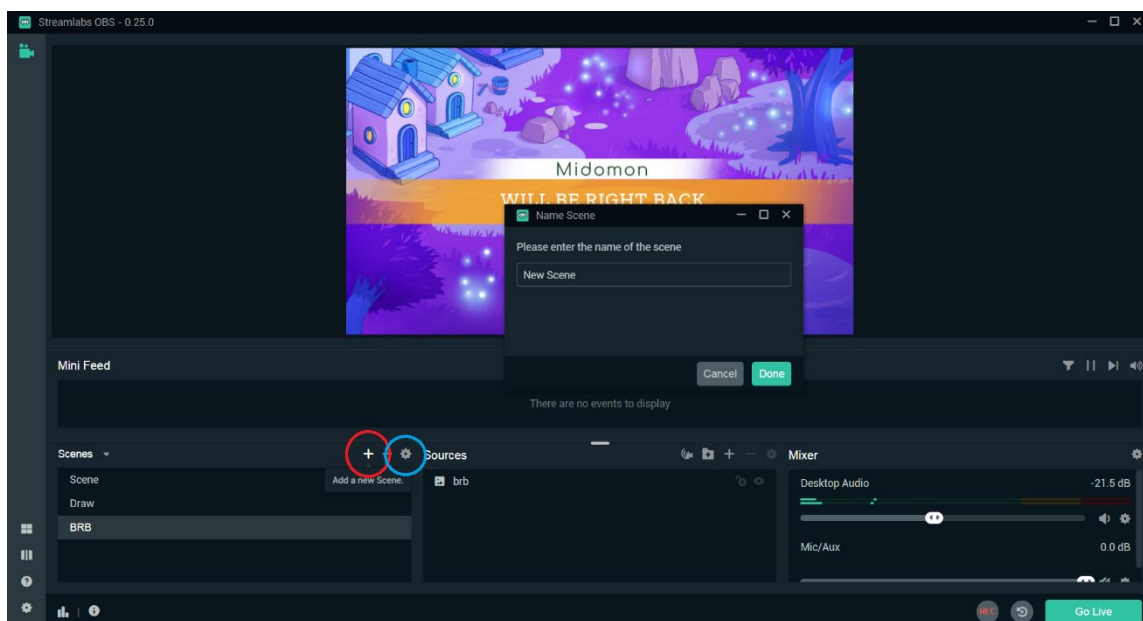 Streamlabs OBS - 0.25.0
Midomon
WILL BE RIGHT BACK
Name Scene
Please enter the name of the scene
New Scene
Cancel
Done
Mini Feed
There are no events to display
Scenes
Add a new Scene.
Scene
Draw
BRB
Sources
brb
Mixer
Desktop Audio
-21.5 dB
Mic/Aux
0.0 dB
REC
Go Live